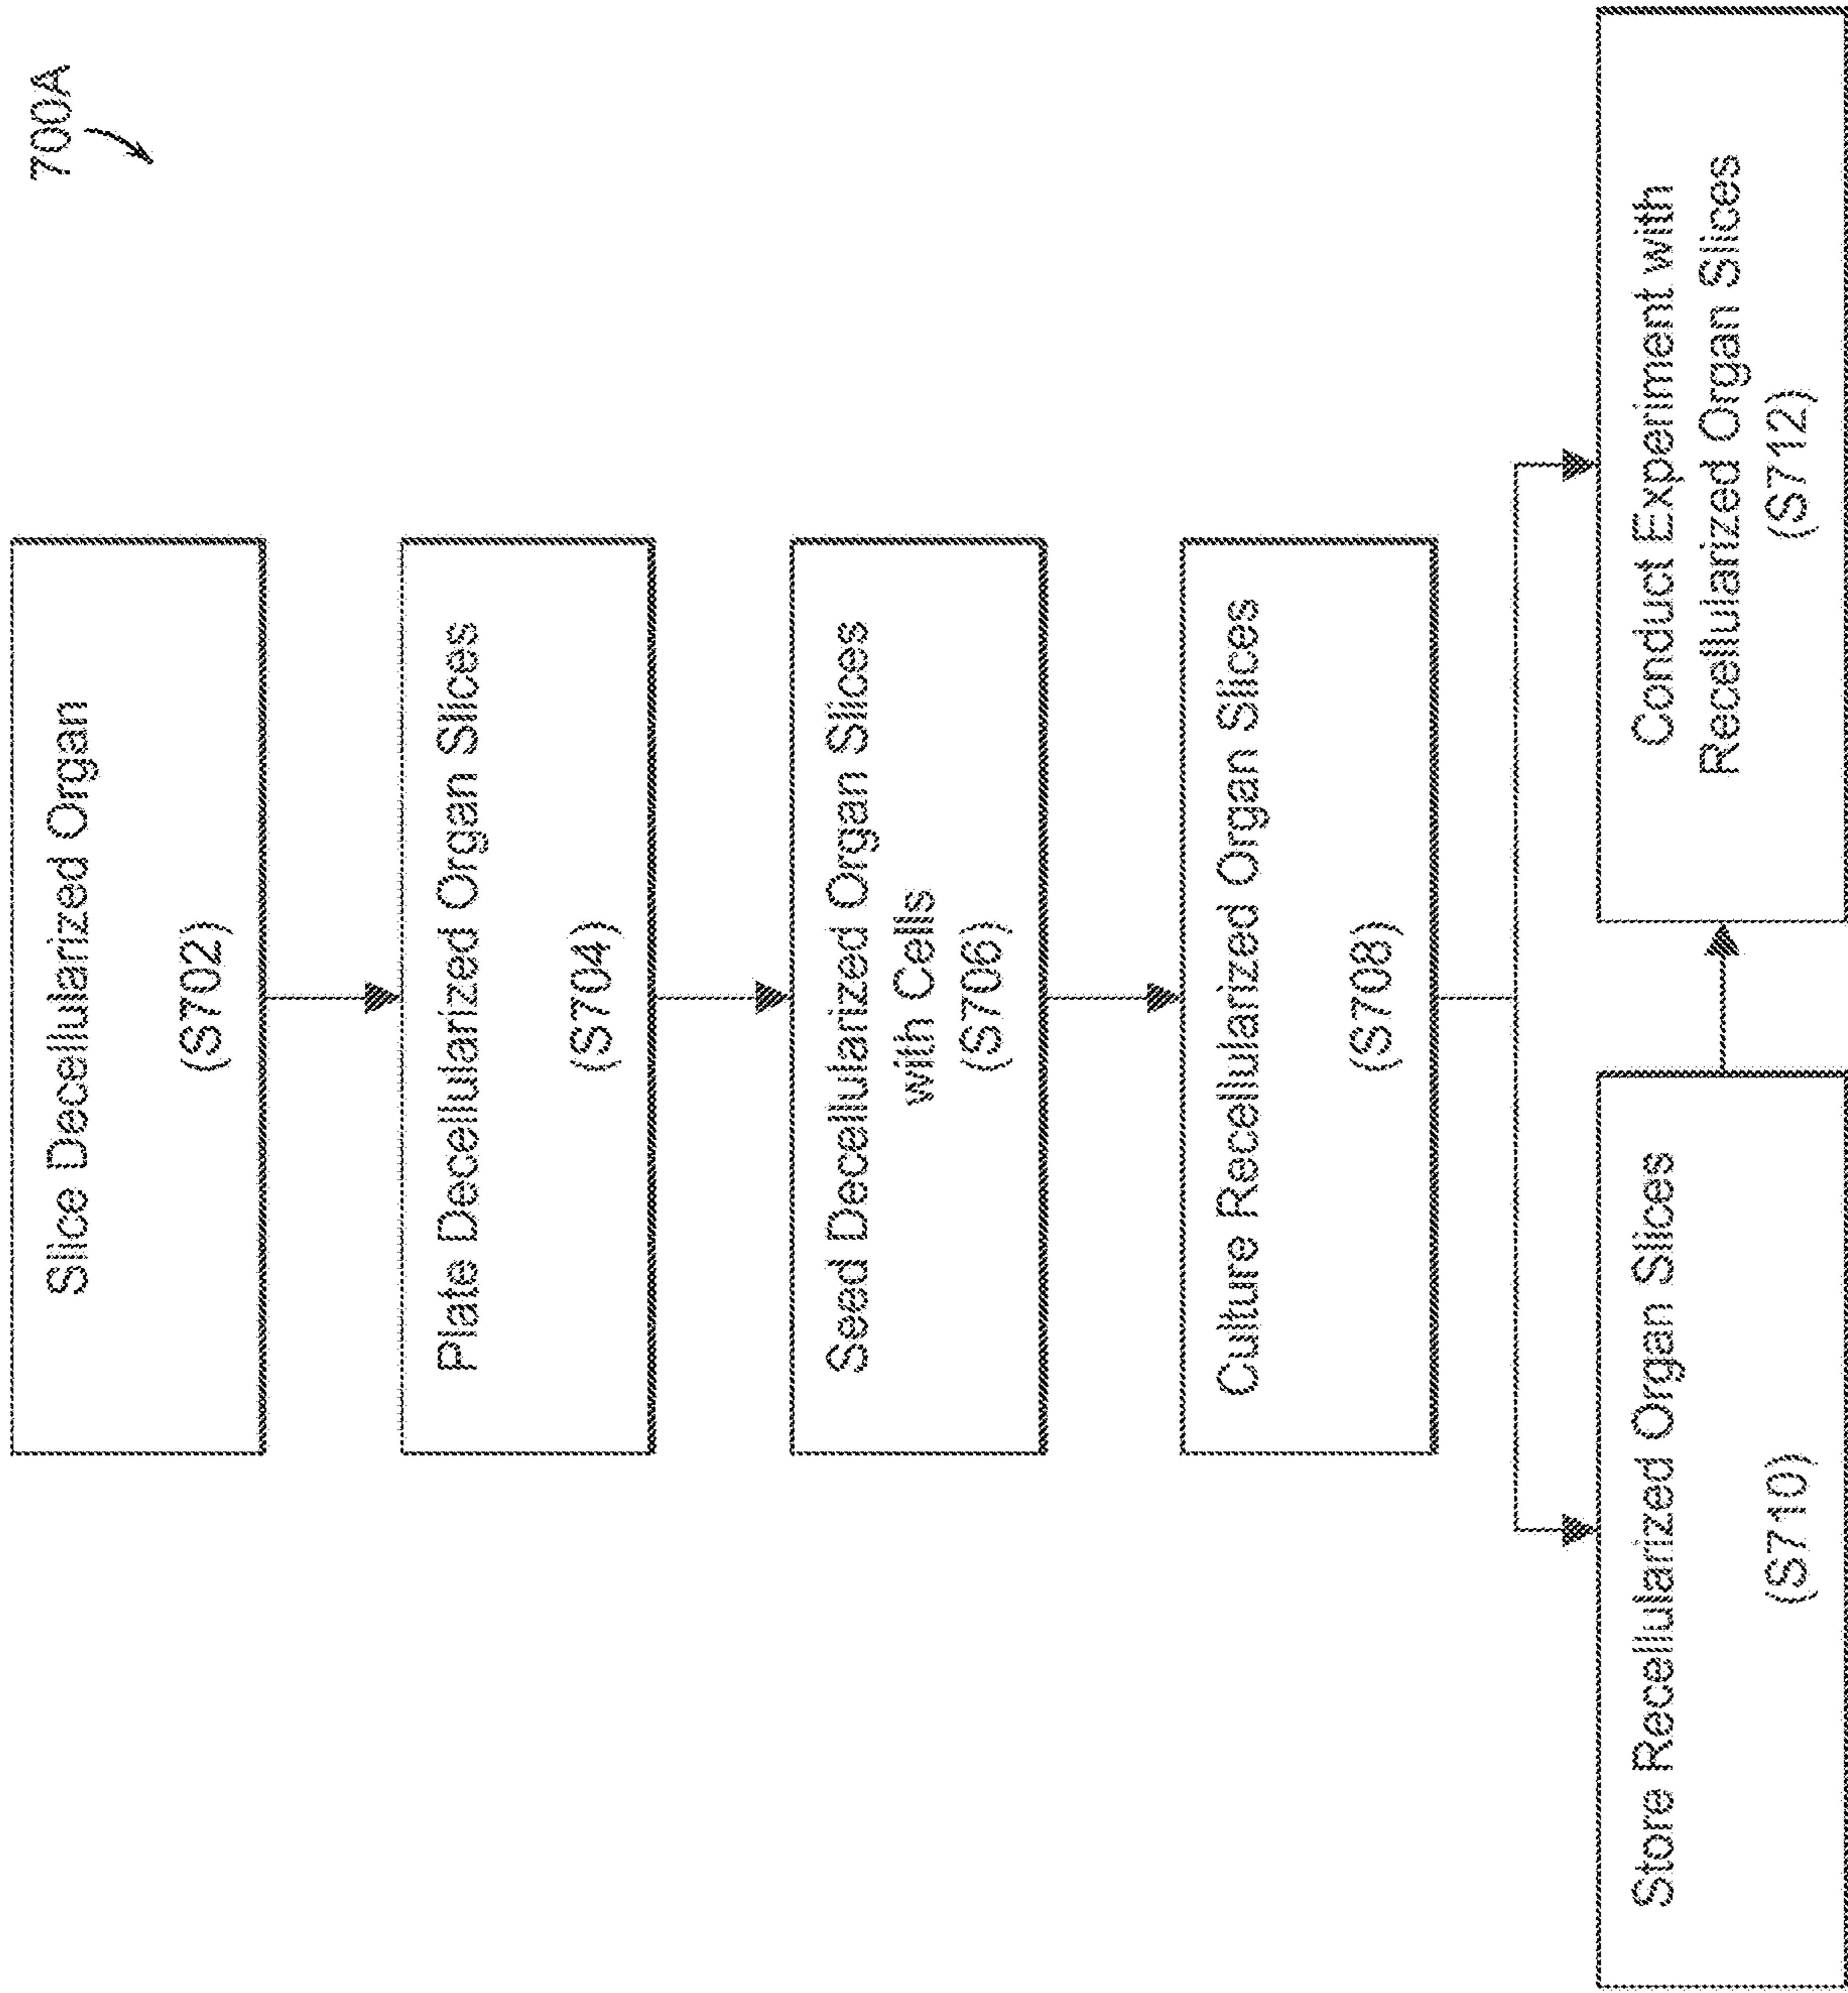 700A
Slice Decellularized Organ
(S702)
Plate Decellularized Organ Slices
(S704)
Seed Decellularized Organ Slices
with Cells
(S706)
Culture Recellularized Organ Slices
(S708)
Store Recellularized Organ Slices
(S710)
Conduct Experiment with
Recellularized Organ Slices
(S712)